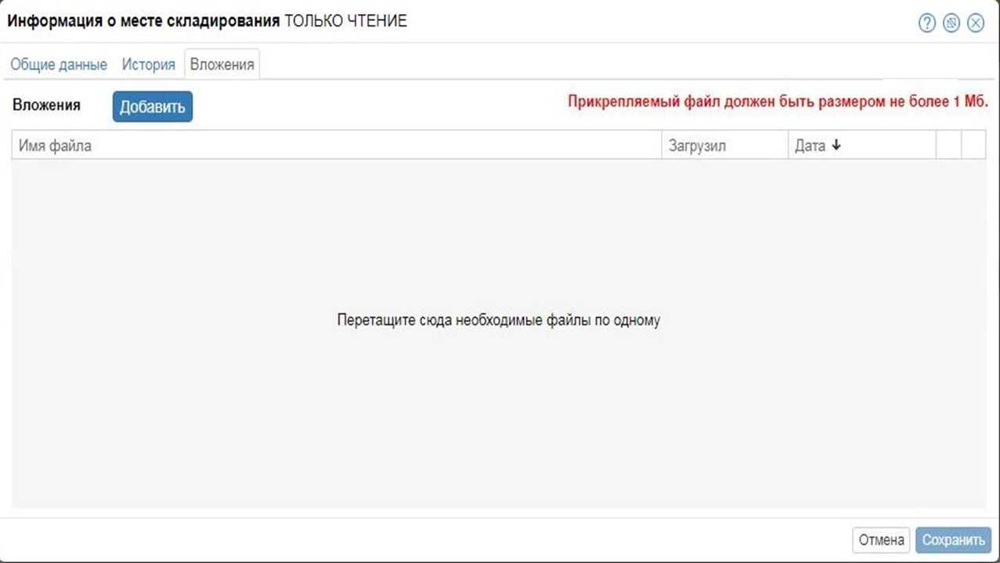 Информация о месте складирования ТОЛЬКО ЧТЕНИЕ
Общие данные История Вложения
Вложения Добавить Прикрепляемый файл должен быть размером не более 1 Мб.
Имя файла Загрузил Дата
Перетащите сюда необходимые файлы по одному
Отмена Сохранить